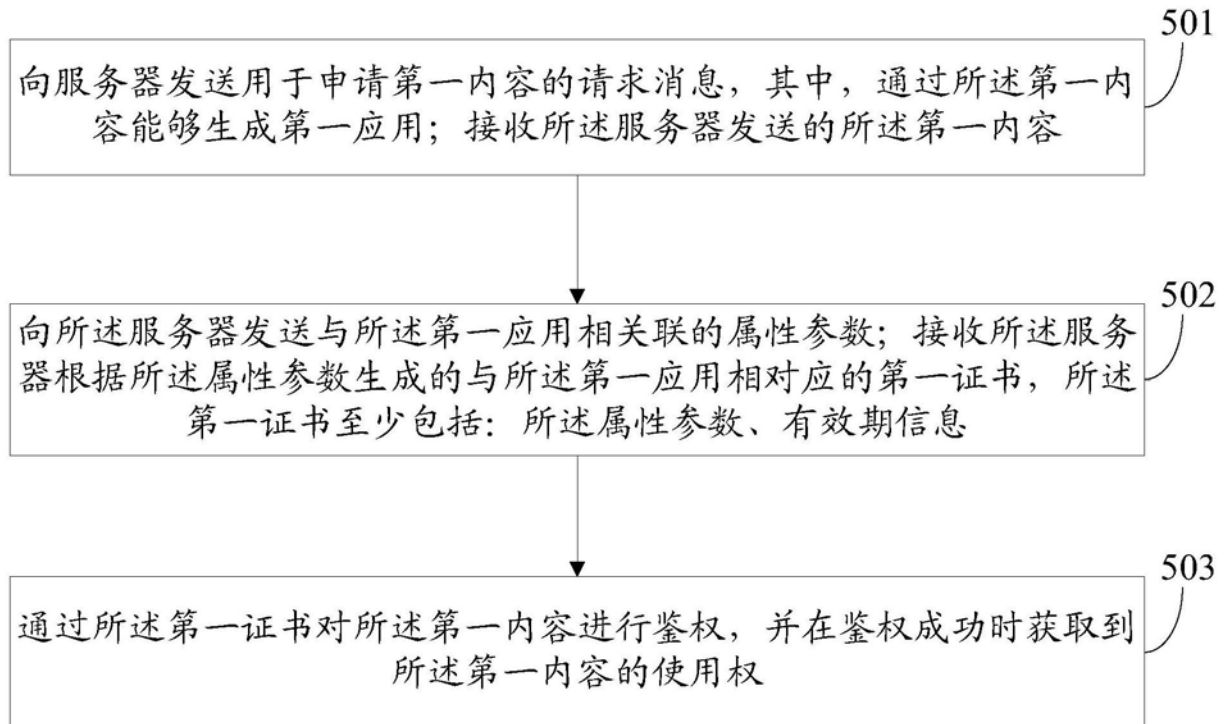 501
向服务器发送用于申请第一内容的请求消息，其中，通过所述第一内
容能够生成第一应用；接收所述服务器发送的所述第一内容
502
向所述服务器发送与所述第一应用相关联的属性参数；接收所述服务
器根据所述属性参数生成的与所述第一应用相对应的第一证书，所述
第一证书至少包括：所述属性参数、有效期信息
503
通过所述第一证书对所述第一内容进行鉴权，并在鉴权成功时获取到
所述第一内容的使用权